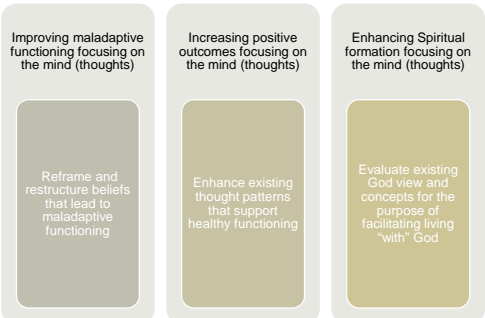 Improving maladaptive
functioning focusing on
the mind (thoughts)
Reframe and
restructure beliefs
that lead to
maladaptive
functioning
Increasing positive
outcomes focusing on
the mind (thoughts)
Enhance existing
thought patterns
that support
healthy functioning
Enhancing Spiritual
formation focusing on
the mind (thoughts)
Evaluate existing
God view and
concepts for the
purpose of
facilitating living
“with” God